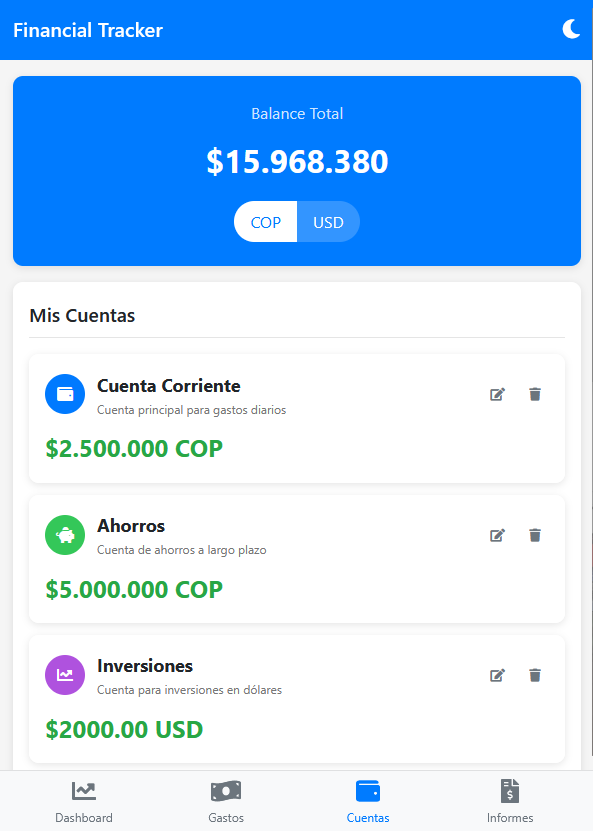 Financial Tracker
Balance Total
$15.968.380
COP USD
Mis Cuentas
Cuenta Corriente
Cuenta principal para gastos diarios
$2.500.000 COP
Ahorros
Cuenta de ahorros a largo plazo
$5.000.000 COP
Inversiones
Cuenta para inversiones en dólares
$2000.00 USD
Dashboard Gastos Cuentas Informes